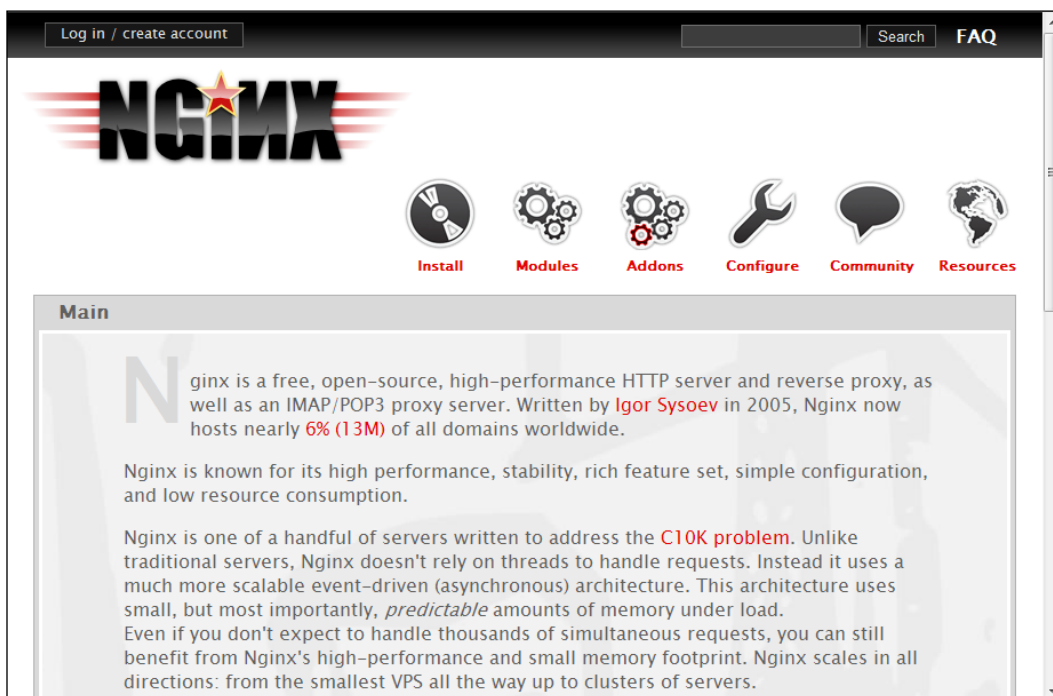 Log in / create account
Search
FAQ
NGiNX
Install
Modules
Addons
Configure
Community
Resources
Main
Nginx is a free, open-source, high-performance HTTP server and reverse proxy, as
well as an IMAP/POP3 proxy server. Written by Igor Sysoev in 2005, Nginx now
hosts nearly 6% (13M) of all domains worldwide.
Nginx is known for its high performance, stability, rich feature set, simple configuration,
and low resource consumption.
Nginx is one of a handful of servers written to address the C10K problem. Unlike
traditional servers, Nginx doesn't rely on threads to handle requests. Instead it uses a
much more scalable event-driven (asynchronous) architecture. This architecture uses
small, but most importantly, predictable amounts of memory under load.
Even if you don't expect to handle thousands of simultaneous requests, you can still
benefit from Nginx's high-performance and small memory footprint. Nginx scales in all
directions: from the smallest VPS all the way up to clusters of servers.